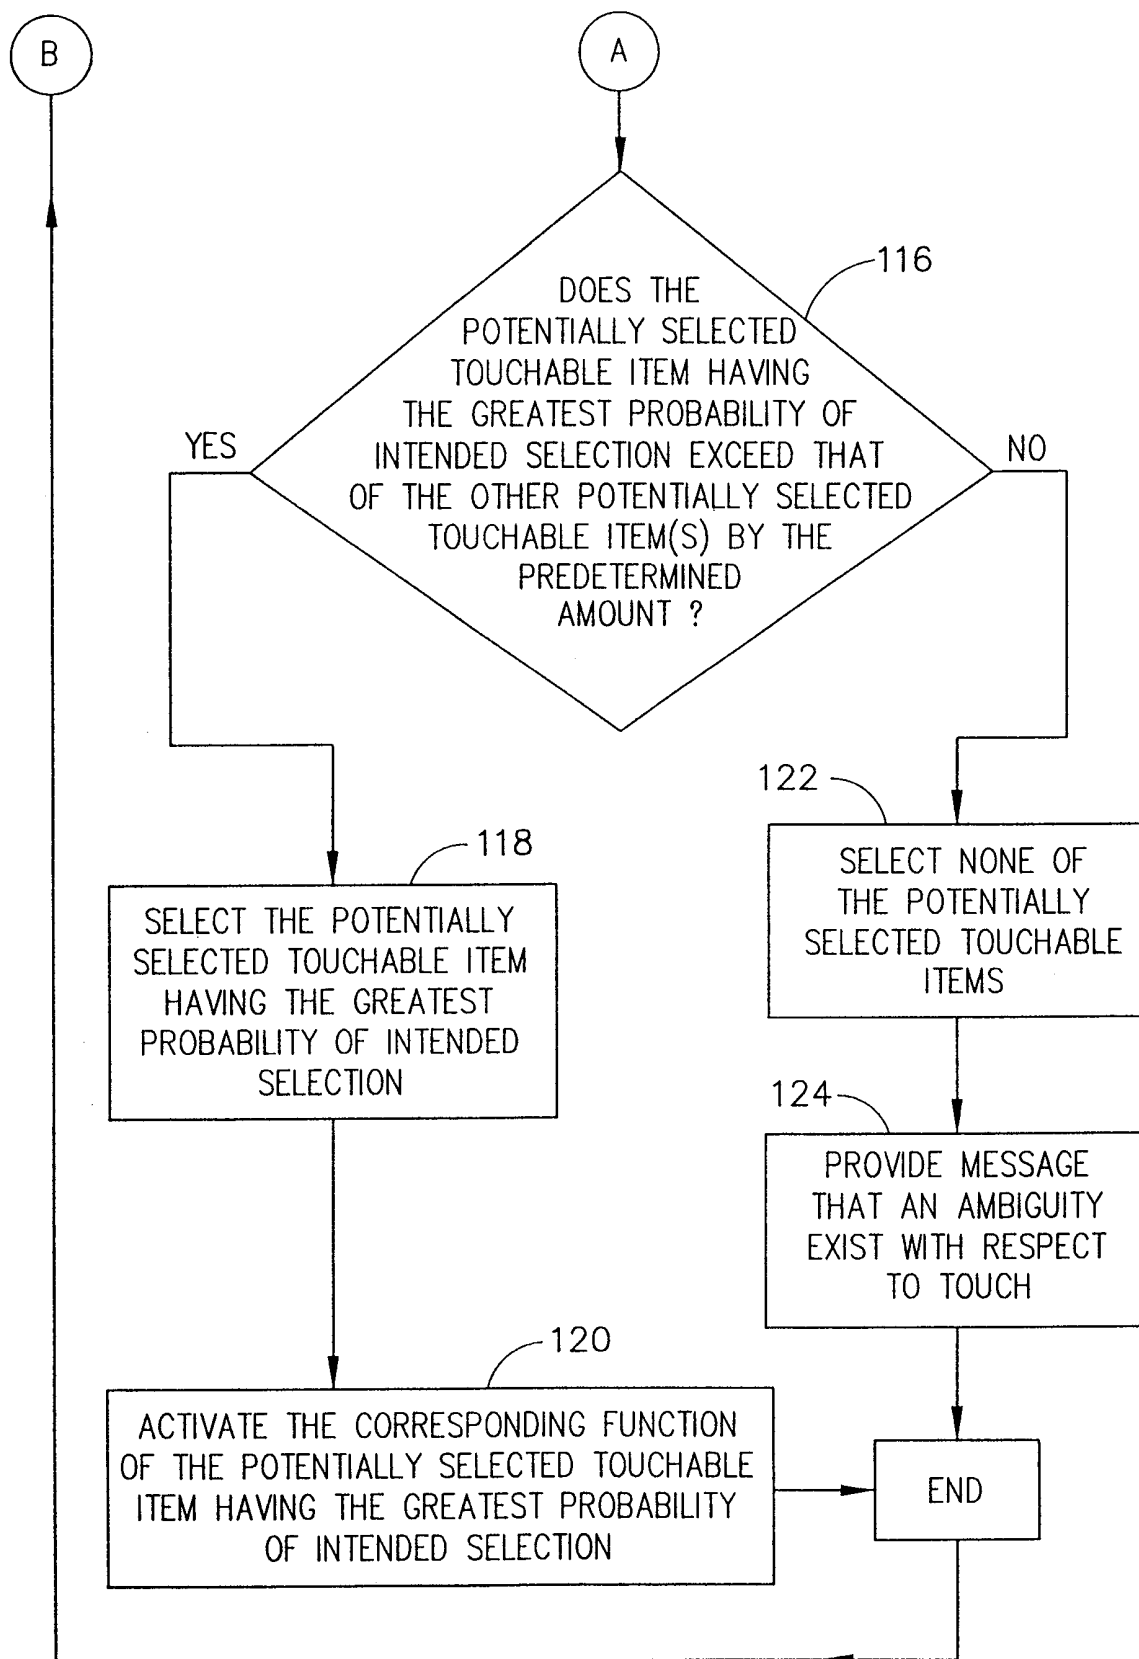 B
A
116
DOES THE
POTENTIALLY SELECTED
TOUCHABLE ITEM HAVING
THE GREATEST PROBABILITY OF
INTENDED SELECTION EXCEED THAT
OF THE OTHER POTENTIALLY SELECTED
TOUCHABLE ITEM(S) BY THE
PREDETERMINED
AMOUNT ?
YES
NO
118
SELECT THE POTENTIALLY
SELECTED TOUCHABLE ITEM
HAVING THE GREATEST
PROBABILITY OF INTENDED
SELECTION
122
SELECT NONE OF
THE POTENTIALLY
SELECTED TOUCHABLE
ITEMS
124
PROVIDE MESSAGE
THAT AN AMBIGUITY
EXIST WITH RESPECT
TO TOUCH
120
ACTIVATE THE CORRESPONDING FUNCTION
OF THE POTENTIALLY SELECTED TOUCHABLE
ITEM HAVING THE GREATEST PROBABILITY
OF INTENDED SELECTION
END